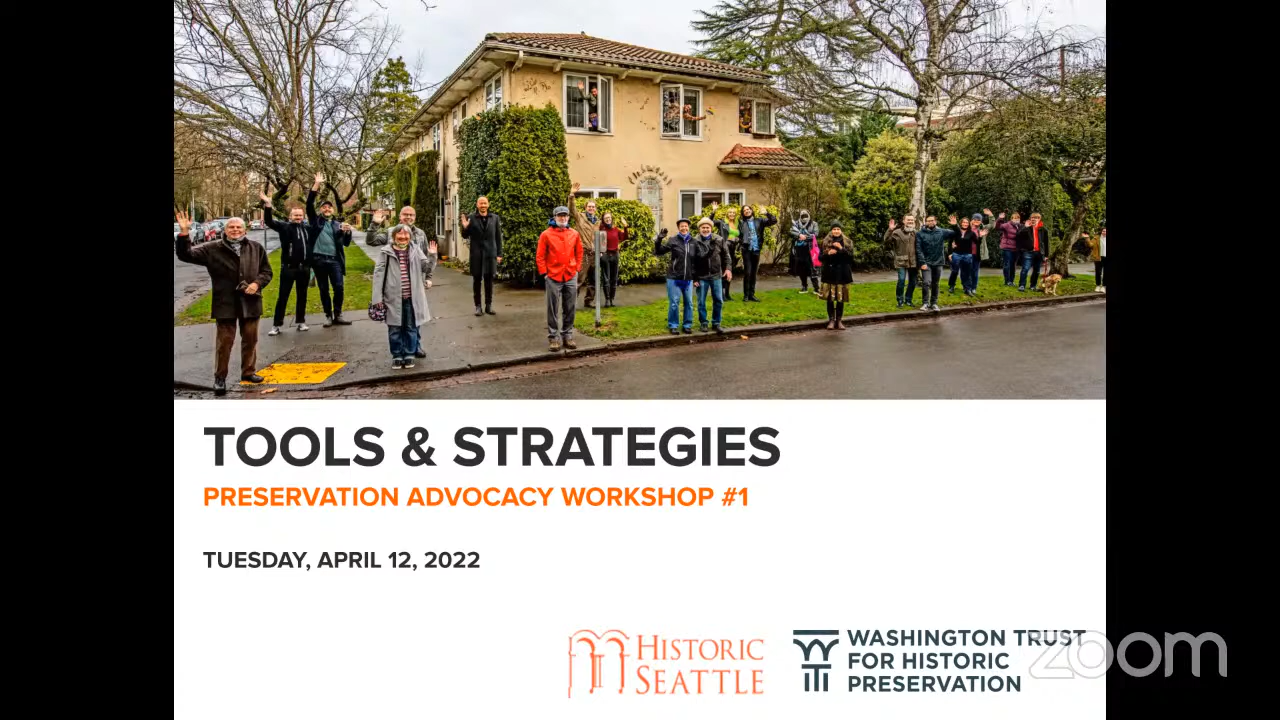 TOOLS & STRATEGIES
PRESERVATION ADVOCACY WORKSHOP #1
TUESDAY, APRIL 12, 2022
HISTORIC
SEATTLE
WASHINGTON TRUST
FOR HISTORIC
PRESERVATION
zoom